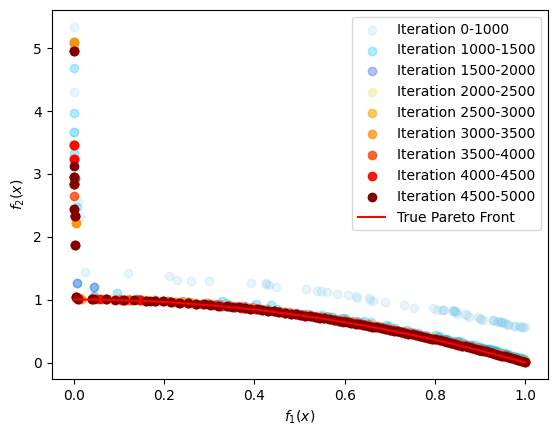 Iteration 0-1000
Iteration 1000-1500
Iteration 1500-2000
Iteration 2000-2500
Iteration 2500-3000
Iteration 3000-3500
Iteration 3500-4000
Iteration 4000-4500
Iteration 4500-5000
True Pareto Front
f₂(x)
5
4
3
2
1
0
0.0 0.2 0.4 0.6 0.8 1.0
f₁(x)